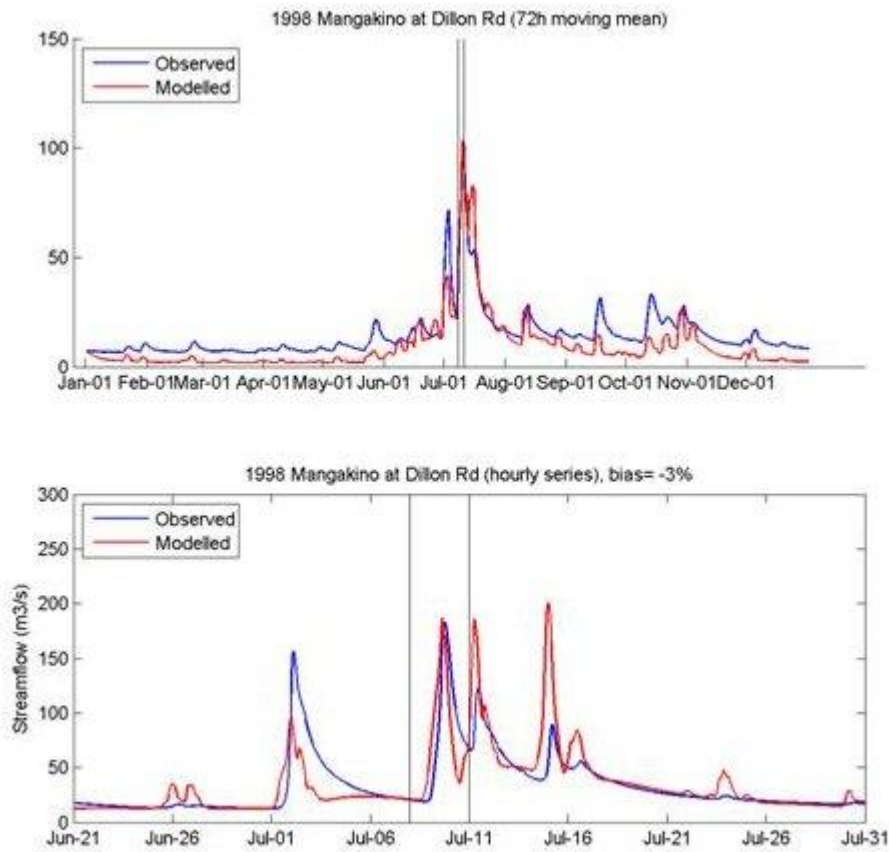 1998 Mangakino at Dillon Rd (72h moving mean)
150
Observed
Modelled
100
50
0
Jan-01 Feb-01 Mar-01 Apr-01 May-01 Jun-01 Jul-01 Aug-01 Sep-01 Oct-01 Nov-01 Dec-01
1998 Mangakino at Dillon Rd (hourly series), bias= -3%
300
Observed
Modelled
250
200
150
100
50
0
Streamflow (m3/s)
Jun-21 Jun-26 Jul-01 Jul-06 Jul-11 Jul-16 Jul-21 Jul-26 Jul-31